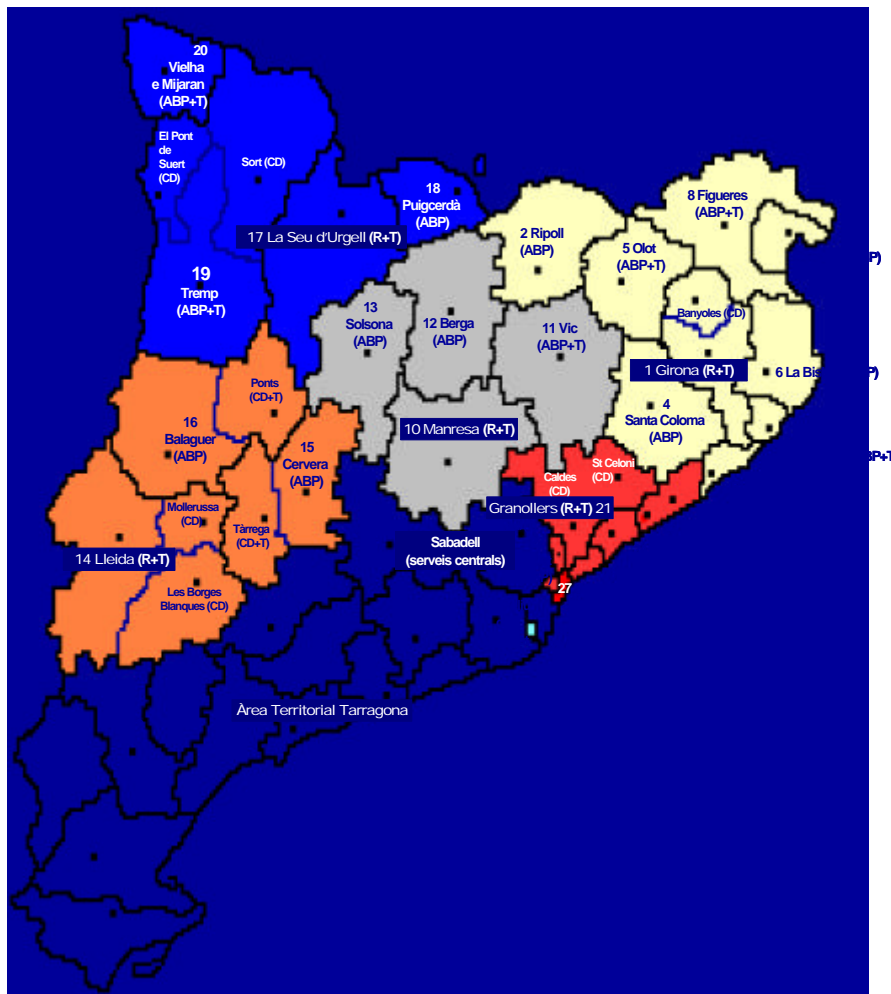 20
Vielha
e Mijaran
(ABP+T)
El Pont
de
Suert
(CD)
Sort (CD)
18
Puigcerdà
(ABP)
8 Figueres
(ABP+T)
17 La Seu d'Urgell (R+T)
2 Ripoll
(ABP)
5 Olot
(ABP+T)
P)
19
Tremp
(ABP+T)
13
Solsona
(ABP)
12 Berga
(ABP)
11 Vic
(ABP+T)
Banyoles (CD)
1 Girona (R+T)
6 La Bis
P)
Ponts
(CD+T)
16
Balaguer
(ABP)
15
Cervera
(ABP)
10 Manresa (R+T)
4
Santa Coloma
(ABP)
BP+T
St Celoni
(CD)
Caldes
(CD)
Granollers (R+T) 21
Mollerussa
(CD)
Tàrrega
(CD+T)
14 Lleida (R+T)
Sabadell
(serveis centrals)
Les Borges
Blanques (CD)
27
Àrea Territorial Tarragona